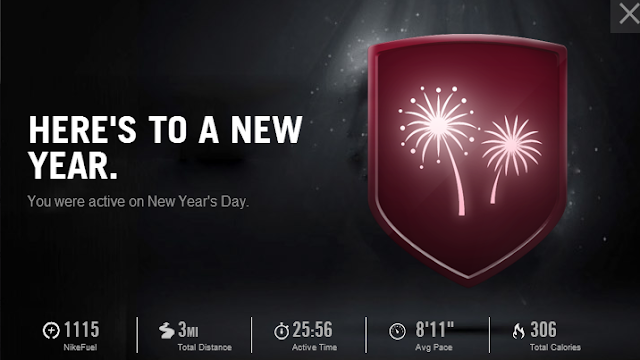 HERE'S TO A NEW
YEAR.
You were active on New Year's Day.
1115
NikeFuel
3MI
Total Distance
25:56
Active Time
8'11"
Avg Pace
306
Total Calories